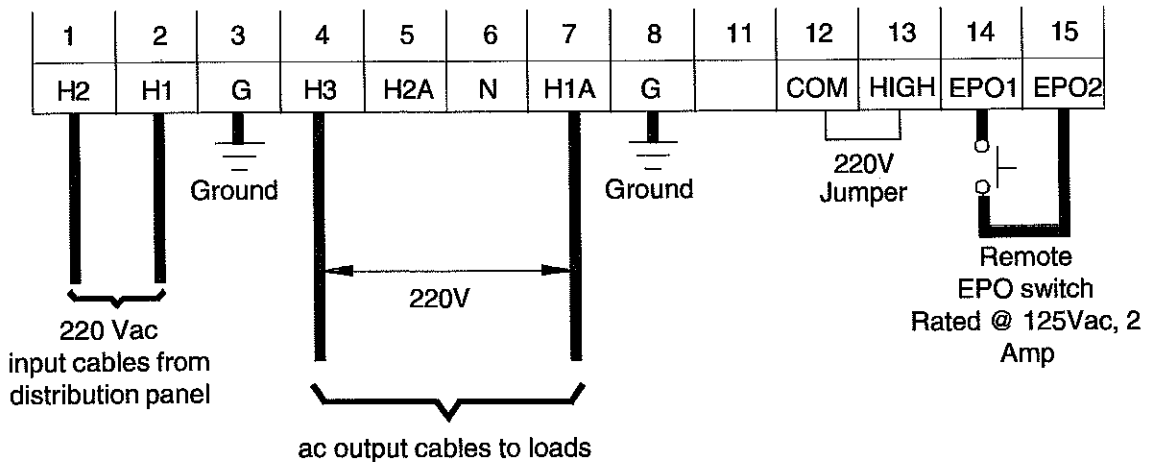 1 2 3 4 5 6 7 8 11 12 13 14 15
H2 H1 G H3 H2A N H1A G COM HIGH EPO1 EPO2
Ground
Ground
220V
Jumper
220V
Remote
EPO switch
Rated @ 125Vac, 2
Amp
220 Vac
input cables from
distribution panel
ac output cables to loads